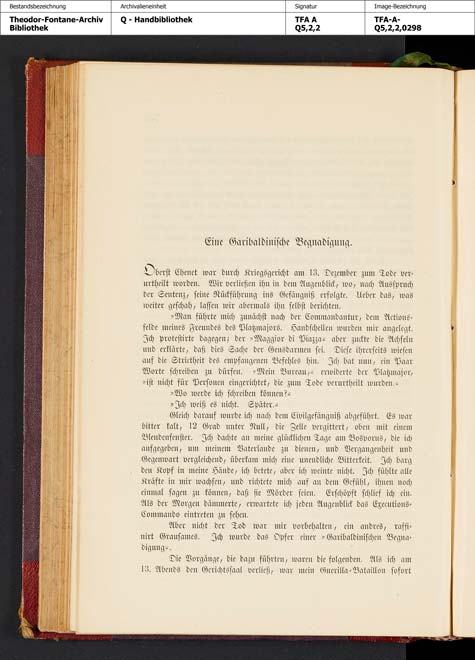 Bestandsbezeichnung
Archivalieneinheit
Signatur
Image-Bezeichnung
Theodor-Fontane-Archiv
Bibliothek
Q - Handbibliothek
TFA A
Q5,2,2
TFA-A-
Q5,2,2,0298
Eine Garibaldinische Begnadigung.
Oberst Chenet war durch Kriegsgericht am 13. Dezember zum Tode ver-
urtheilt worden. Wir verließen ihn in dem Augenblick, wo, nach Ausspruch
der Sentenz, seine Rückführung ins Gefängniß erfolgte. Ueber das, was
weiter geschah, lassen wir abermals ihn selbst berichten.
»Man führte mich zunächst nach der Commandantur, dem Actions-
felde meines Freundes des Platzmajors. Handschellen wurden mir angelegt.
Ich protestirte dagegen; der »Maggior di Piazza« aber zuckte die Achseln
und erklärte, daß dies Sache der Gensdarmen sei. Diese ihrerseits wiesen
auf die Striktheit des empfangenen Befehles hin. Ich bat nun, ein Paar
Worte schreiben zu dürfen. »Mein Bureau,« erwiderte der Platzmajor,
»ist nicht für Personen eingerichtet, die zum Tode verurtheilt wurden.«
»Wo werde ich schreiben können?«
»Ich weiß es nicht. Später.«
Gleich darauf wurde ich nach dem Civilgefängniß abgeführt. Es war
bitter kalt, 12 Grad unter Null, die Zelle vergittert, oben mit einem
Blendenfenster. Ich dachte an meine glücklichen Tage am Bosporus, die ich
aufgegeben, um meinem Vaterlande zu dienen, und Vergangenheit und
Gegenwart vergleichend, überkam mich eine unendliche Bitterkeit. Ich barg
den Kopf in meine Hände, ich betete, aber ich weinte nicht. Ich fühlte alle
Kräfte in mir wachsen, und richtete mich auf an dem Gefühl, ihnen noch
einmal sagen zu können, daß sie Mörder seien. Erschöpft schlief ich ein.
Als der Morgen dämmerte, erwartete ich jeden Augenblick das Executions-
Commando eintreten zu sehen.
Aber nicht der Tod war mir vorbehalten, ein andres, raffi-
nirt Grausames. Ich wurde das Opfer einer »Garibaldinischen Begna-
digung«.
Die Vorgänge, die dazu führten, waren die folgenden. Als ich am
13. Abends den Gerichtssaal verließ, war mein Guerilla-Bataillon sofort